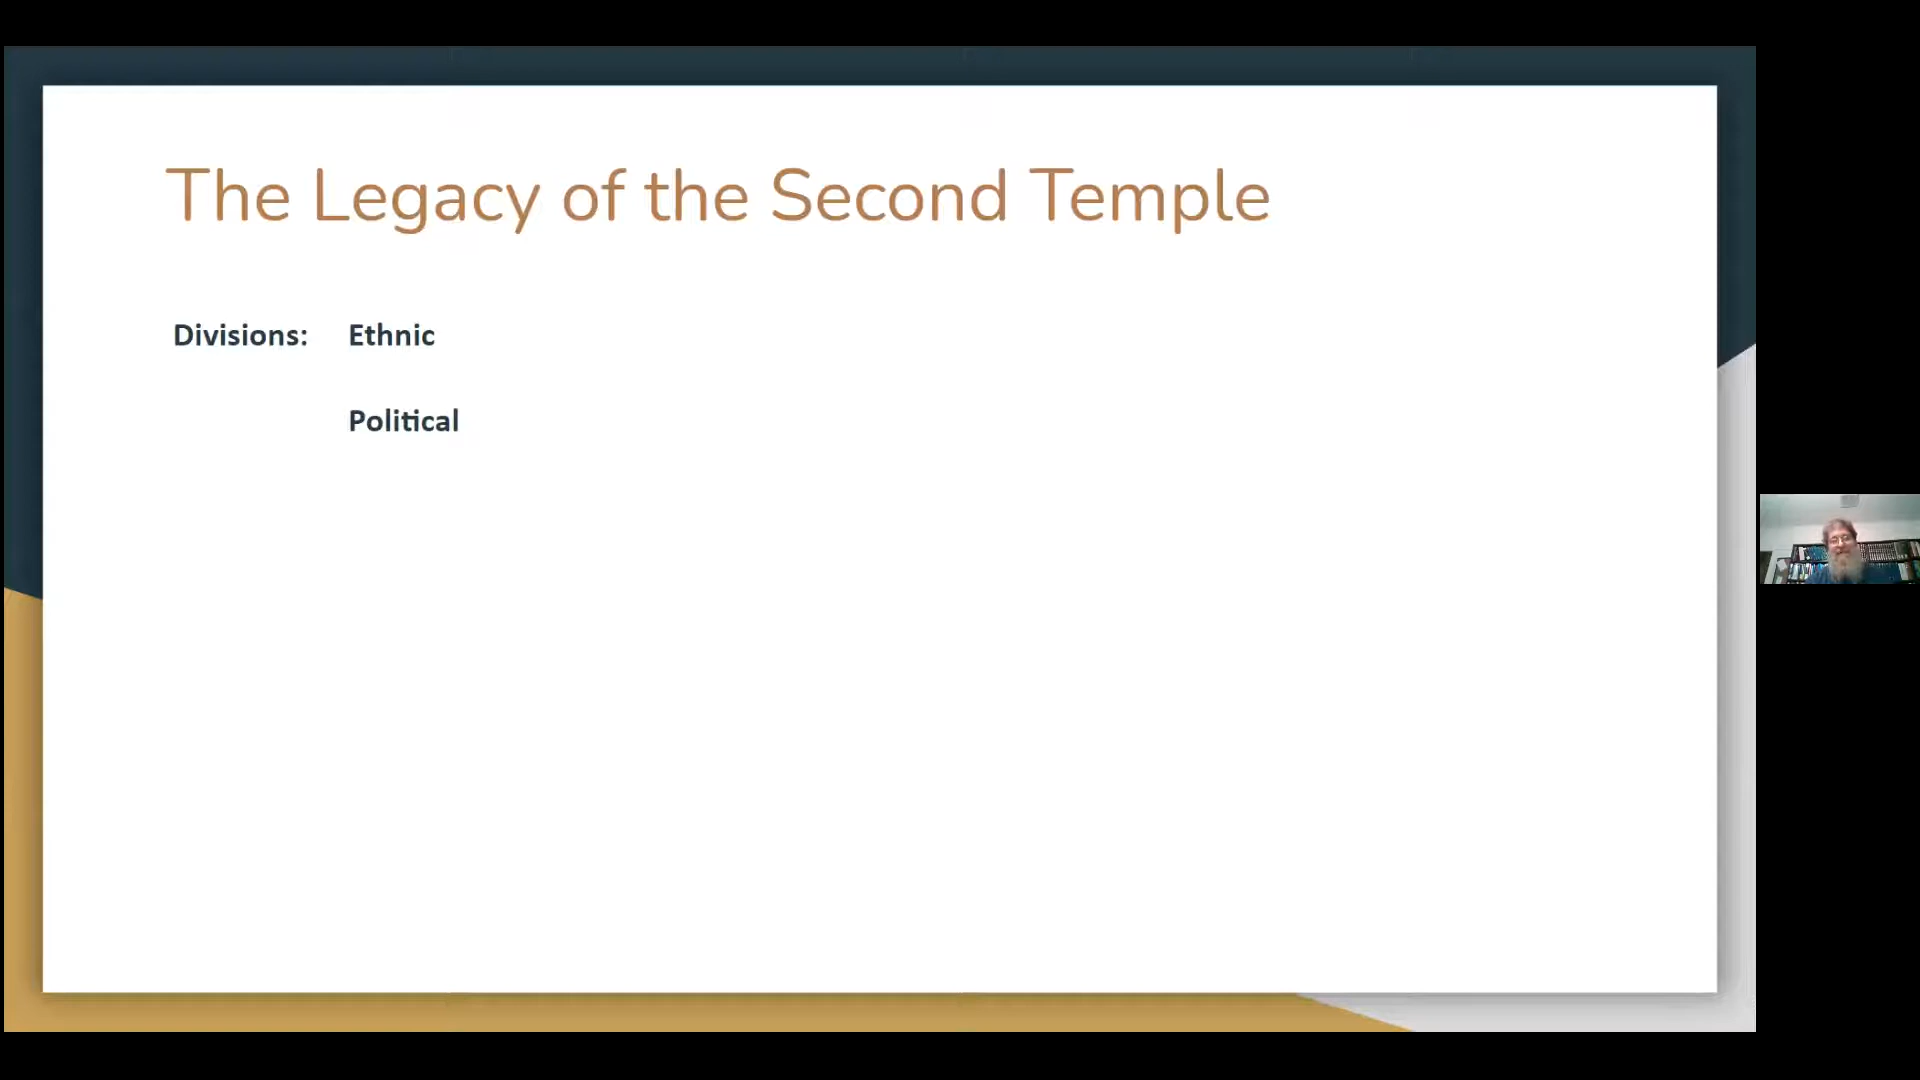 The Legacy of the Second Temple
Divisions: Ethnic
Political